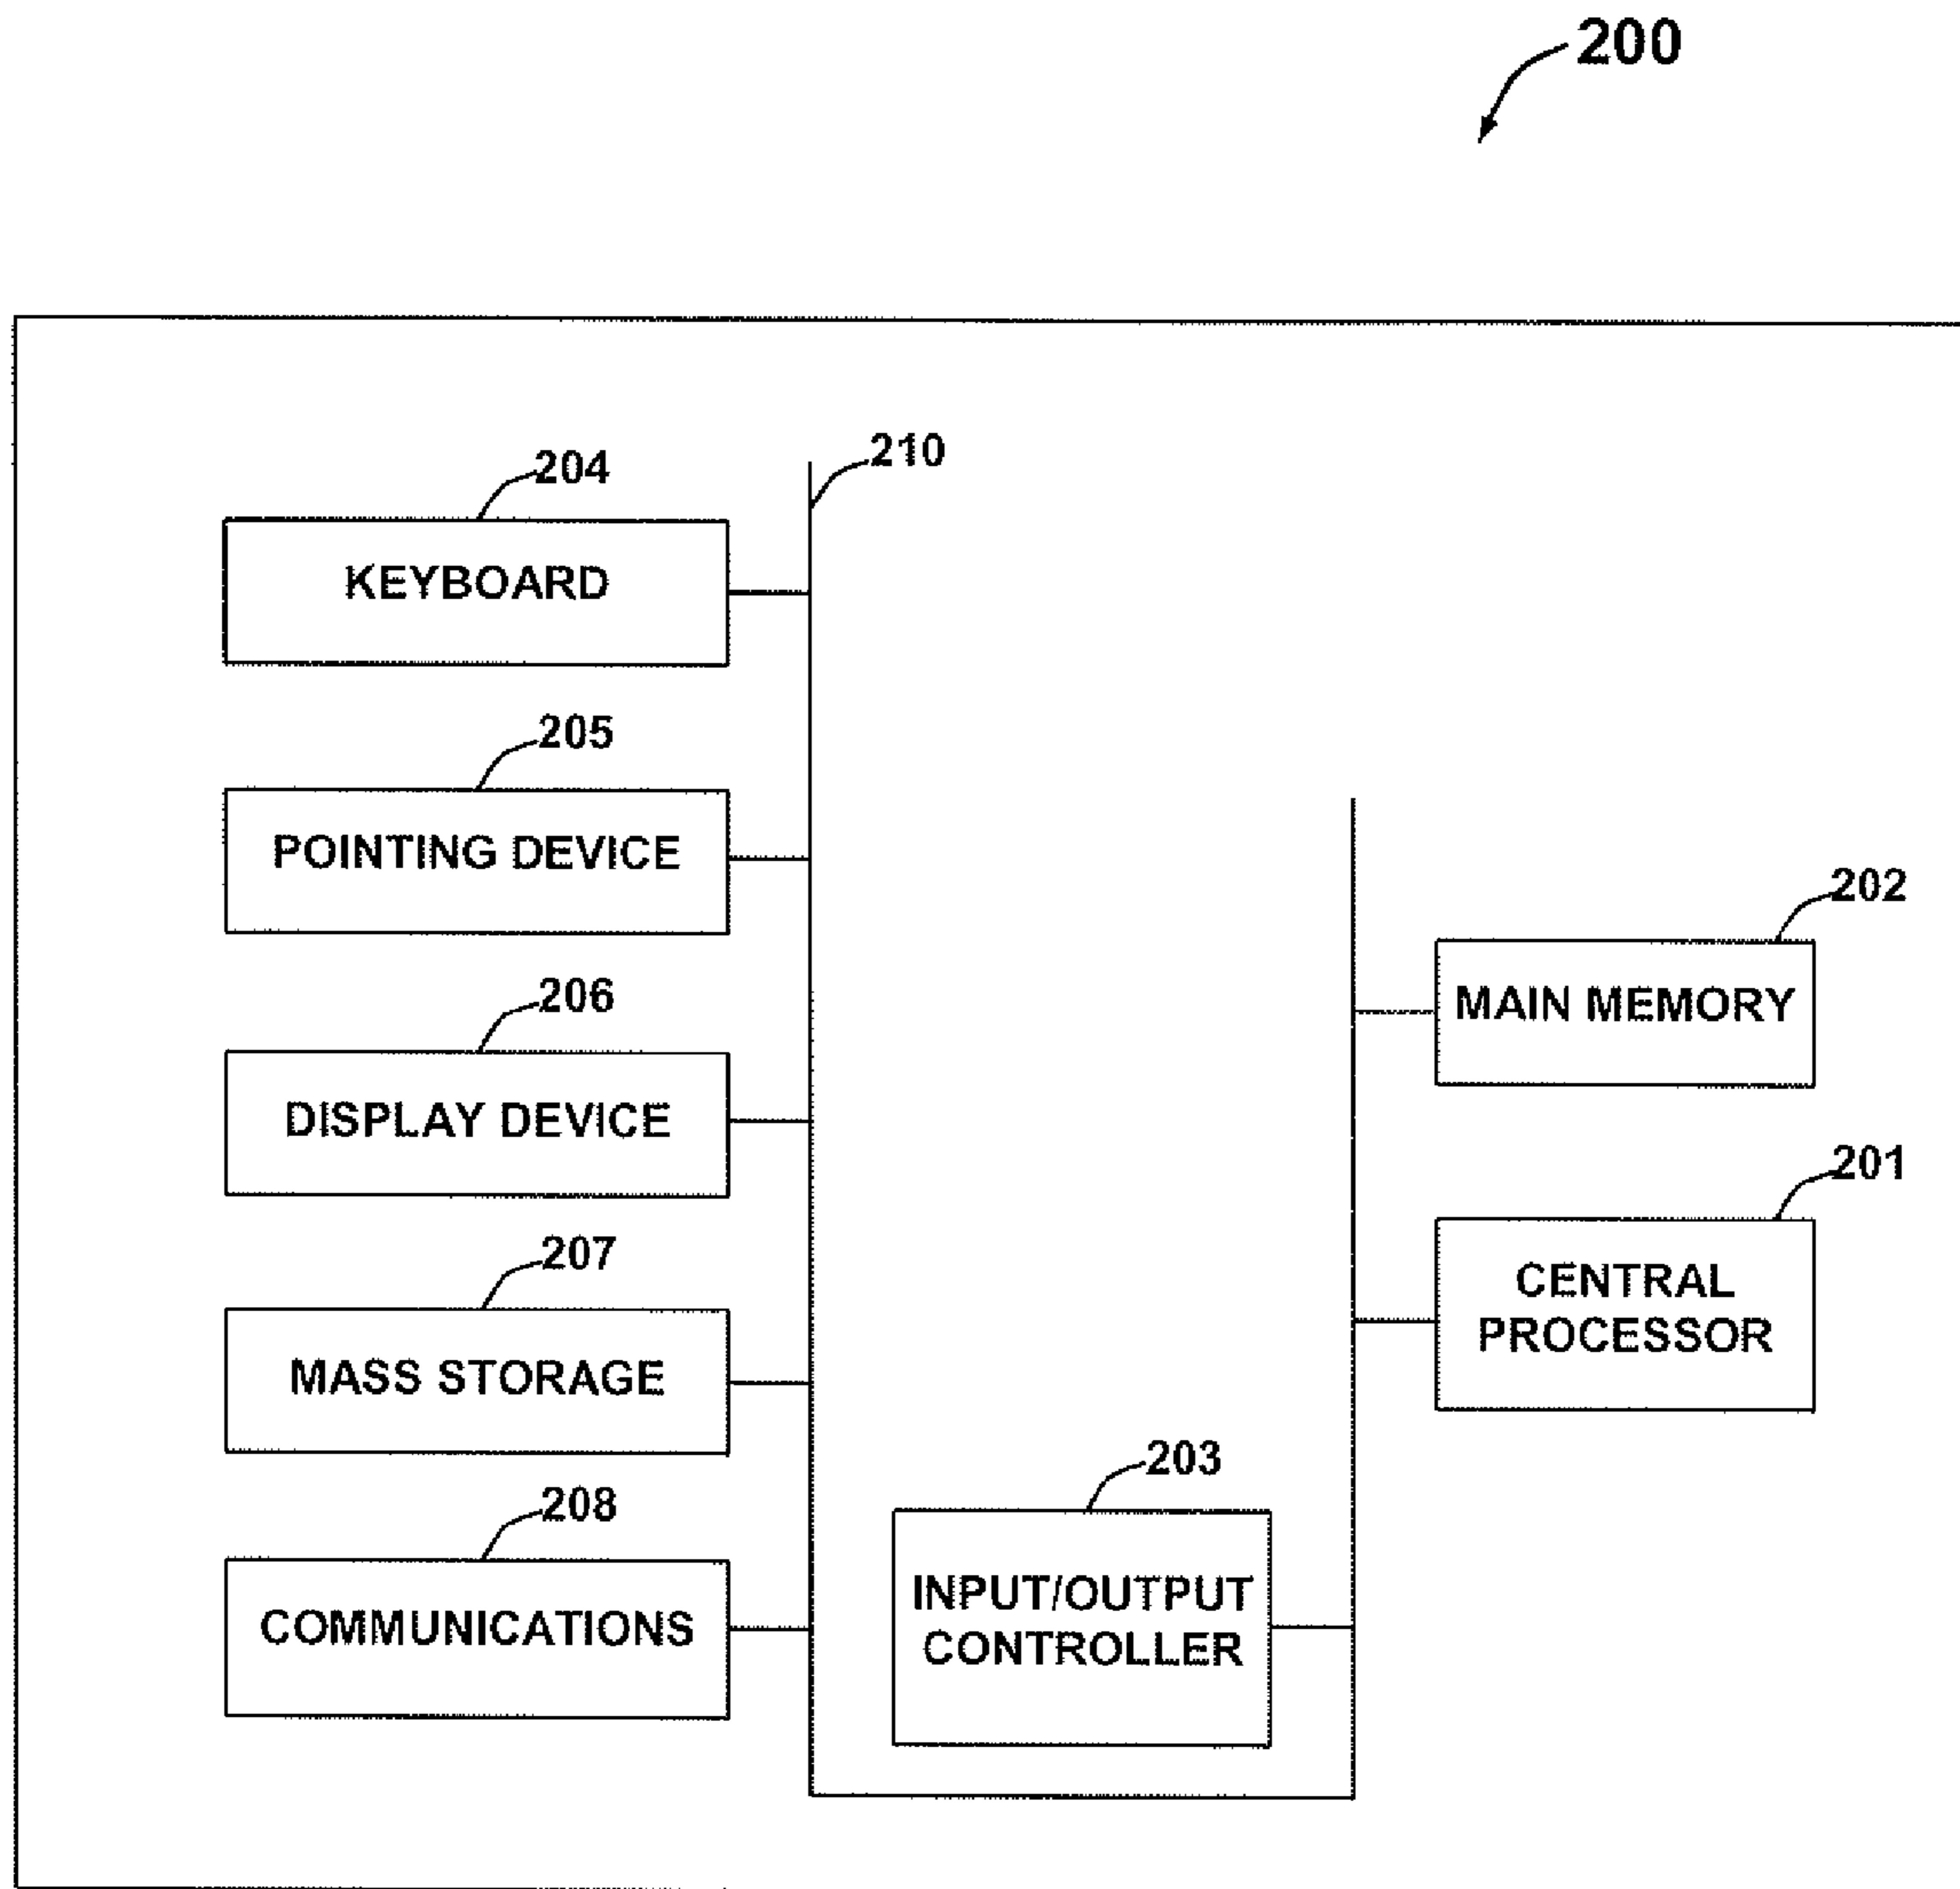 200
204
210
KEYBOARD
205
POINTING DEVICE
202
MAIN MEMORY
206
DISPLAY DEVICE
201
CENTRAL
PROCESSOR
207
MASS STORAGE
203
INPUT/OUTPUT
CONTROLLER
208
COMMUNICATIONS